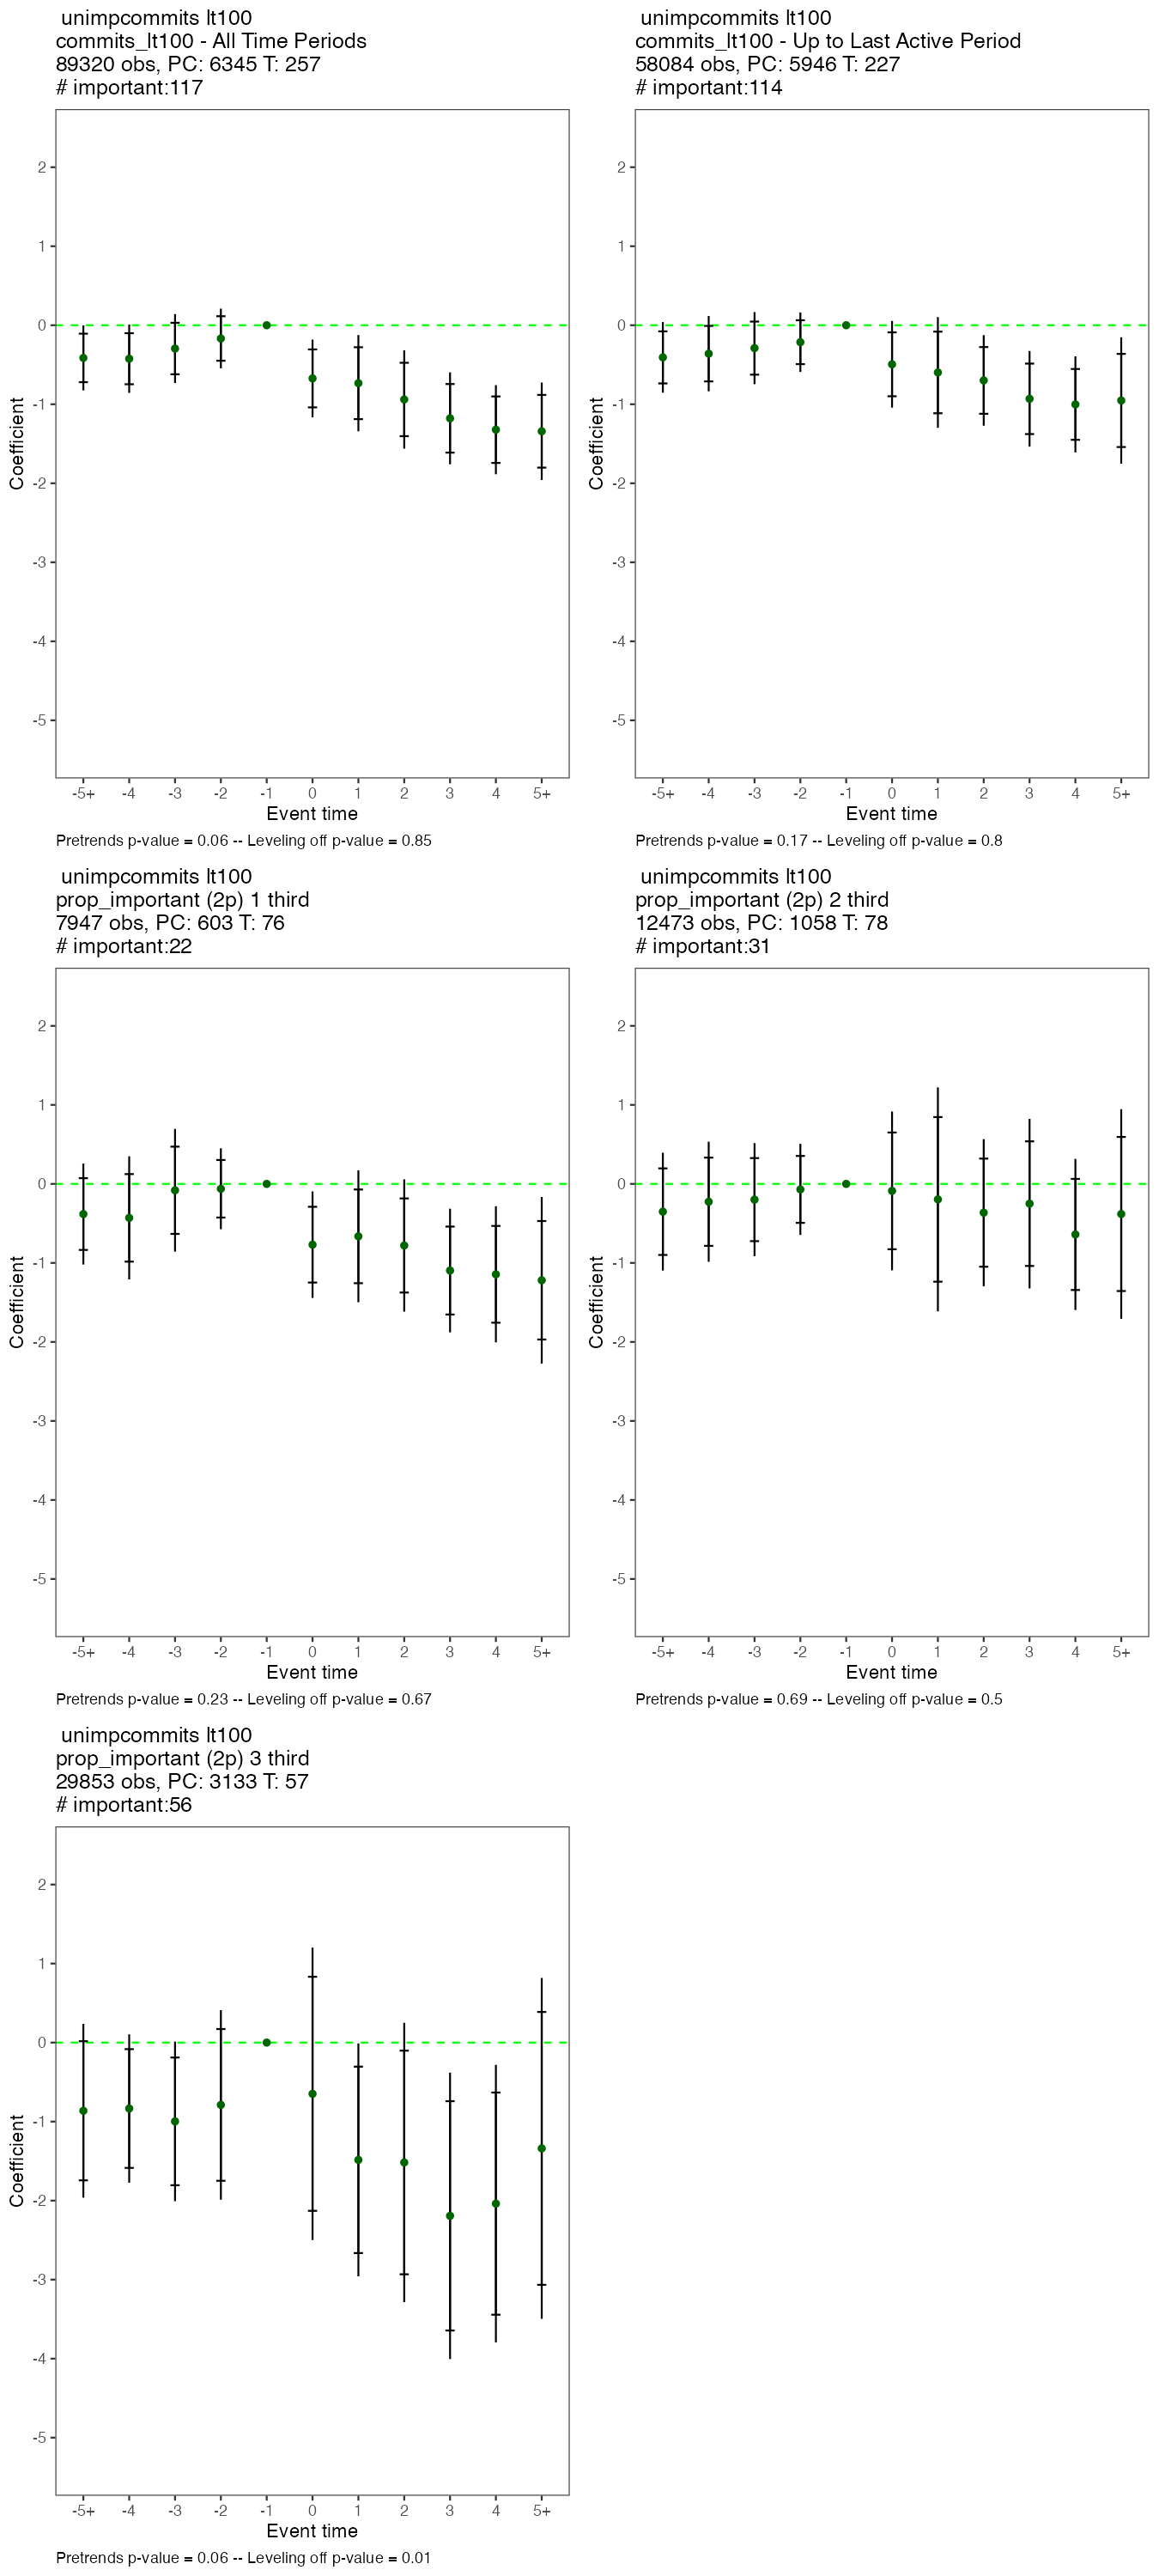 unimpcommits lt100
commits_lt100 - All Time Periods
89320 obs, PC: 6345 T: 257
# important:117
2
1
0
-1
-2
-3
-4
-5
Coefficient
-5+ -4 -3 -2 -1 0 1 2 3 4 5+
Event time
Pretrends p-value = 0.06 -- Leveling off p-value = 0.85
unimpcommits lt100
commits_lt100 - Up to Last Active Period
58084 obs, PC: 5946 T: 227
# important:114
2
1
0
-1
-2
-3
-4
-5
Coefficient
-5+ -4 -3 -2 -1 0 1 2 3 4 5+
Event time
Pretrends p-value = 0.17 -- Leveling off p-value = 0.8
unimpcommits lt100
prop_important (2p) 1 third
7947 obs, PC: 603 T: 76
# important:22
2
1
0
-1
-2
-3
-4
-5
Coefficient
-5+ -4 -3 -2 -1 0 1 2 3 4 5+
Event time
Pretrends p-value = 0.23 -- Leveling off p-value = 0.67
unimpcommits lt100
prop_important (2p) 2 third
12473 obs, PC: 1058 T: 78
# important:31
2
1
0
-1
-2
-3
-4
-5
Coefficient
-5+ -4 -3 -2 -1 0 1 2 3 4 5+
Event time
Pretrends p-value = 0.69 -- Leveling off p-value = 0.5
unimpcommits lt100
prop_important (2p) 3 third
29853 obs, PC: 3133 T: 57
# important:56
2
1
0
-1
-2
-3
-4
-5
Coefficient
-5+ -4 -3 -2 -1 0 1 2 3 4 5+
Event time
Pretrends p-value = 0.06 -- Leveling off p-value = 0.01